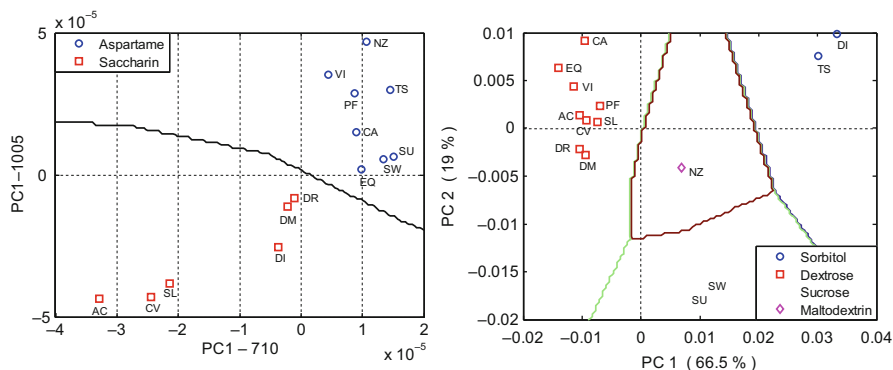 x 10⁻⁵
5
0
−5
PC1−1005
Aspartame
Saccharin
NZ
VI
TS
PF
CA
SU
SW
EQ
DR
DM
DI
SL
CV
AC
−4 −3 −2 −1 0 1 2
x 10⁻⁵
PC1 − 710
0.01
0.005
0
−0.005
−0.01
−0.015
−0.02
PC 2 ( 19 % )
CA
EQ
VI
PF
AC
CV
SL
DR
DM
DI
TS
NZ
SW
SU
Sorbitol
Dextrose
Sucrose
Maltodextrin
−0.02 −0.01 0 0.01 0.02 0.03 0.04
PC 1 ( 66.5 % )